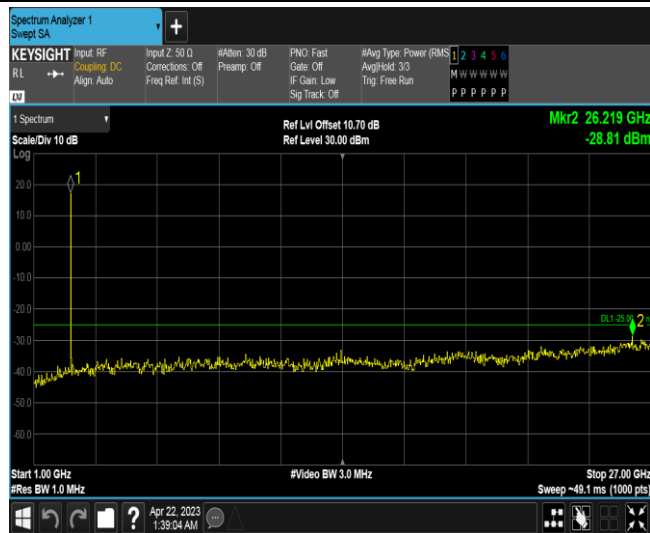 Spectrum Analyzer 1
Swept SA
+
KEYSIGHT Input: RF Input Z: 50 Ω #Atten: 30 dB PNO: Fast #Avg Type: Power (RMS 1 2 3 4 5 6
RL Coupling: DC Corrections: Off Preamp: Off Gate: Off Avg|Hold: 3/3 M W W W W W
Align: Auto Freq Ref: Int (S) IF Gain: Low Trig: Free Run
LXI Sig Track: Off P P P P P P
1 Spectrum Ref Lvl Offset 10.70 dB Mkr2 26.219 GHz
Scale/Div 10 dB Ref Level 30.00 dBm -28.81 dBm
Log
1
20.0
10.0
0.00
-10.0
-20.0
DL1 -25.00 2
-30.0
-40.0
-50.0
-60.0
Start 1.00 GHz #Video BW 3.0 MHz Stop 27.00 GHz
#Res BW 1.0 MHz Sweep ~49.1 ms (1000 pts)
? Apr 22, 2023
1:39:04 AM